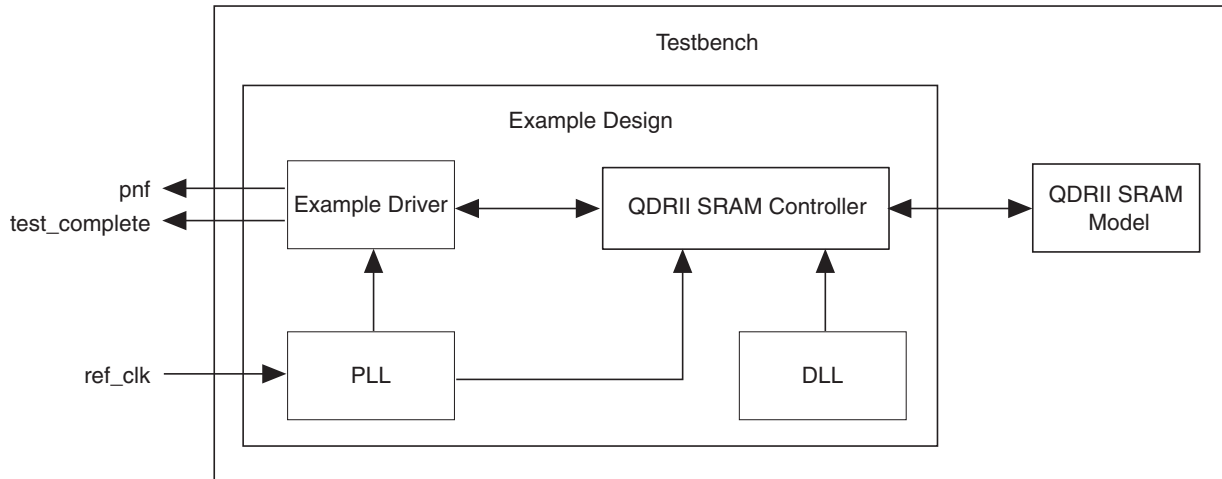 Testbench
Example Design
pnf
test_complete
Example Driver
QDRII SRAM Controller
QDRII SRAM
Model
ref_clk
PLL
DLL